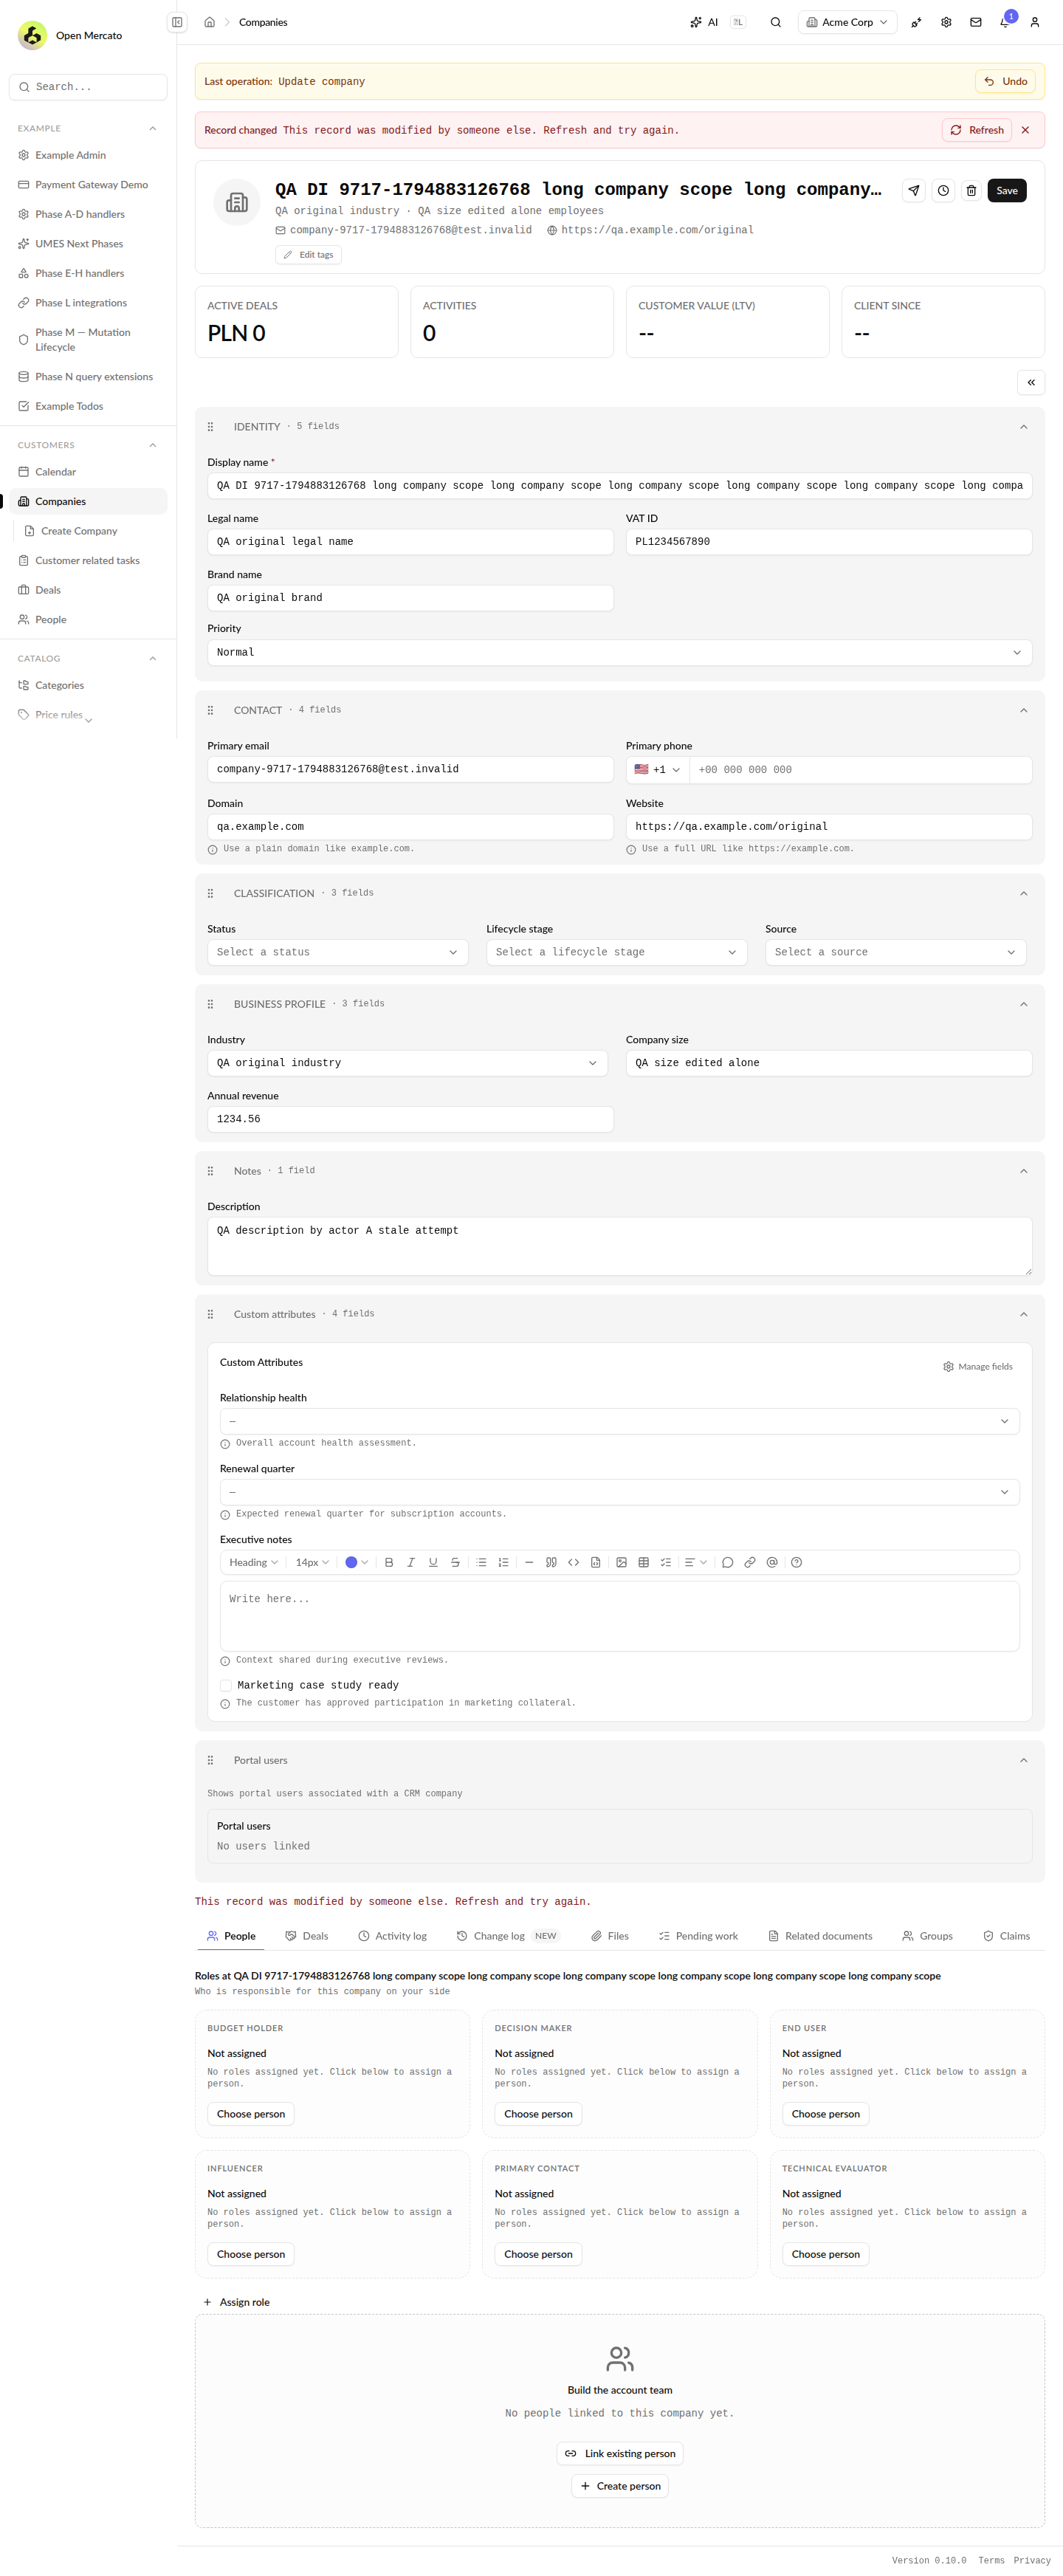 Open Mercato
Companies
AI
Acme Corp
1
Search...
EXAMPLE
Example Admin
Payment Gateway Demo
Phase A-D handlers
UMES Next Phases
Phase E-H handlers
Phase L integrations
Phase M — Mutation
Lifecycle
Phase N query extensions
Example Todos
CUSTOMERS
Calendar
Companies
Create Company
Customer related tasks
Deals
People
CATALOG
Categories
Price rules
Last operation: Update company
Undo
Record changed This record was modified by someone else. Refresh and try again.
Refresh
QA DI 9717-1794883126768 long company scope long company…
Save
QA original industry · QA size edited alone employees
company-9717-1794883126768@test.invalid https://qa.example.com/original
Edit tags
ACTIVE DEALS
PLN 0
ACTIVITIES
0
CUSTOMER VALUE (LTV)
--
CLIENT SINCE
--
IDENTITY · 5 fields
Display name *
QA DI 9717-1794883126768 long company scope long company scope long company scope long company scope long company scope long compa
Legal name
QA original legal name
VAT ID
PL1234567890
Brand name
QA original brand
Priority
Normal
CONTACT · 4 fields
Primary email
company-9717-1794883126768@test.invalid
Primary phone
+1 +00 000 000 000
Domain
qa.example.com
Use a plain domain like example.com.
Website
https://qa.example.com/original
Use a full URL like https://example.com.
CLASSIFICATION · 3 fields
Status
Select a status
Lifecycle stage
Select a lifecycle stage
Source
Select a source
BUSINESS PROFILE · 3 fields
Industry
QA original industry
Company size
QA size edited alone
Annual revenue
1234.56
Notes · 1 field
Description
QA description by actor A stale attempt
Custom attributes · 4 fields
Custom Attributes
Manage fields
Relationship health
—
Overall account health assessment.
Renewal quarter
—
Expected renewal quarter for subscription accounts.
Executive notes
Heading 14px
Write here...
Context shared during executive reviews.
Marketing case study ready
The customer has approved participation in marketing collateral.
Portal users
Shows portal users associated with a CRM company
Portal users
No users linked
This record was modified by someone else. Refresh and try again.
People Deals Activity log Change log NEW Files Pending work Related documents Groups Claims
Roles at QA DI 9717-1794883126768 long company scope long company scope long company scope long company scope long company scope long company scope
Who is responsible for this company on your side
BUDGET HOLDER
Not assigned
No roles assigned yet. Click below to assign a
person.
Choose person
DECISION MAKER
Not assigned
No roles assigned yet. Click below to assign a
person.
Choose person
END USER
Not assigned
No roles assigned yet. Click below to assign a
person.
Choose person
INFLUENCER
Not assigned
No roles assigned yet. Click below to assign a
person.
Choose person
PRIMARY CONTACT
Not assigned
No roles assigned yet. Click below to assign a
person.
Choose person
TECHNICAL EVALUATOR
Not assigned
No roles assigned yet. Click below to assign a
person.
Choose person
Assign role
Build the account team
No people linked to this company yet.
Link existing person
Create person
Version 0.10.0 Terms Privacy